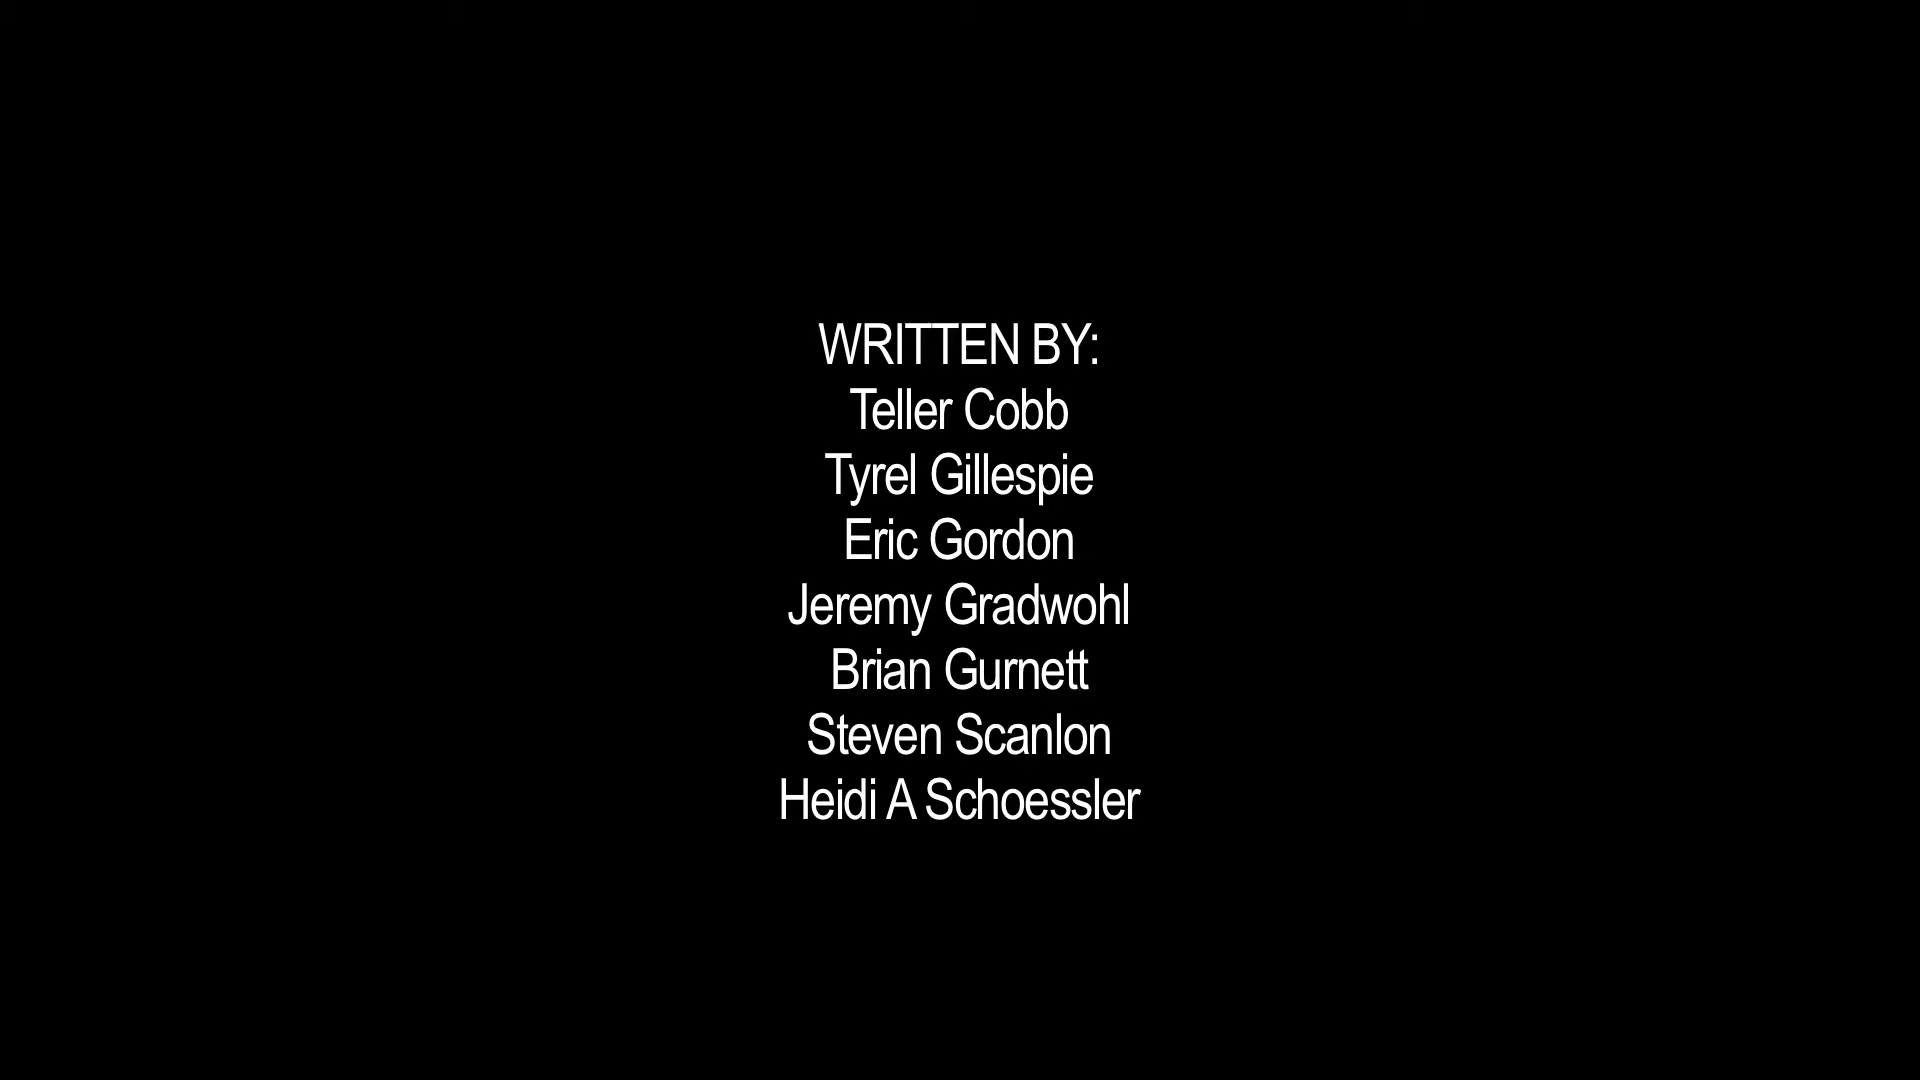 WRITTEN BY:
Teller Cobb
Tyrel Gillespie
Eric Gordon
Jeremy Gradwohl
Brian Gurnett
Steven Scanlon
Heidi A Schoessler